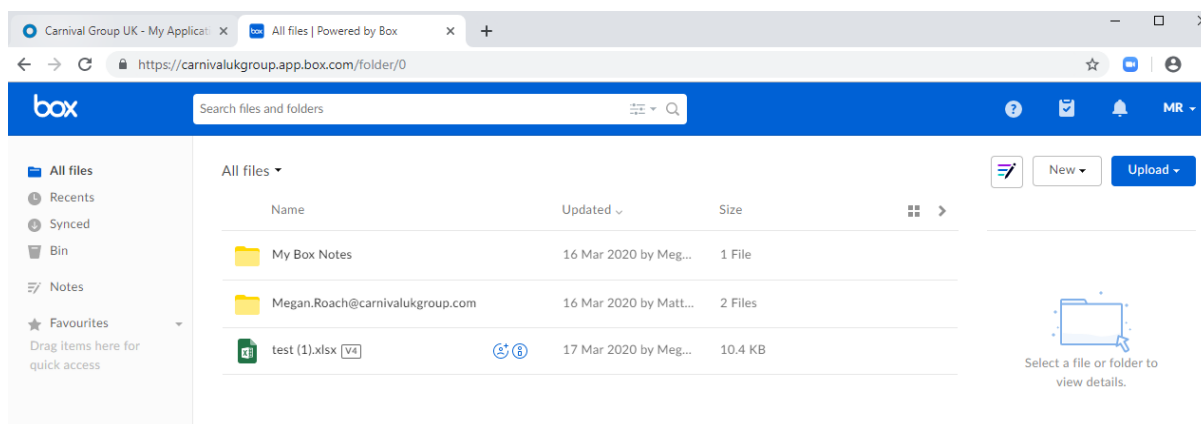 Carnival Group UK - My Applicati
box All files | Powered by Box
https://carnivalukgroup.app.box.com/folder/0
box Search files and folders MR
All files
Recents
Synced
Bin
Notes
Favourites
Drag items here for
quick access
All files
New Upload
Name Updated Size
My Box Notes 16 Mar 2020 by Meg... 1 File
Megan.Roach@carnivalukgroup.com 16 Mar 2020 by Matt... 2 Files
test (1).xlsx V4 17 Mar 2020 by Meg... 10.4 KB
Select a file or folder to
view details.